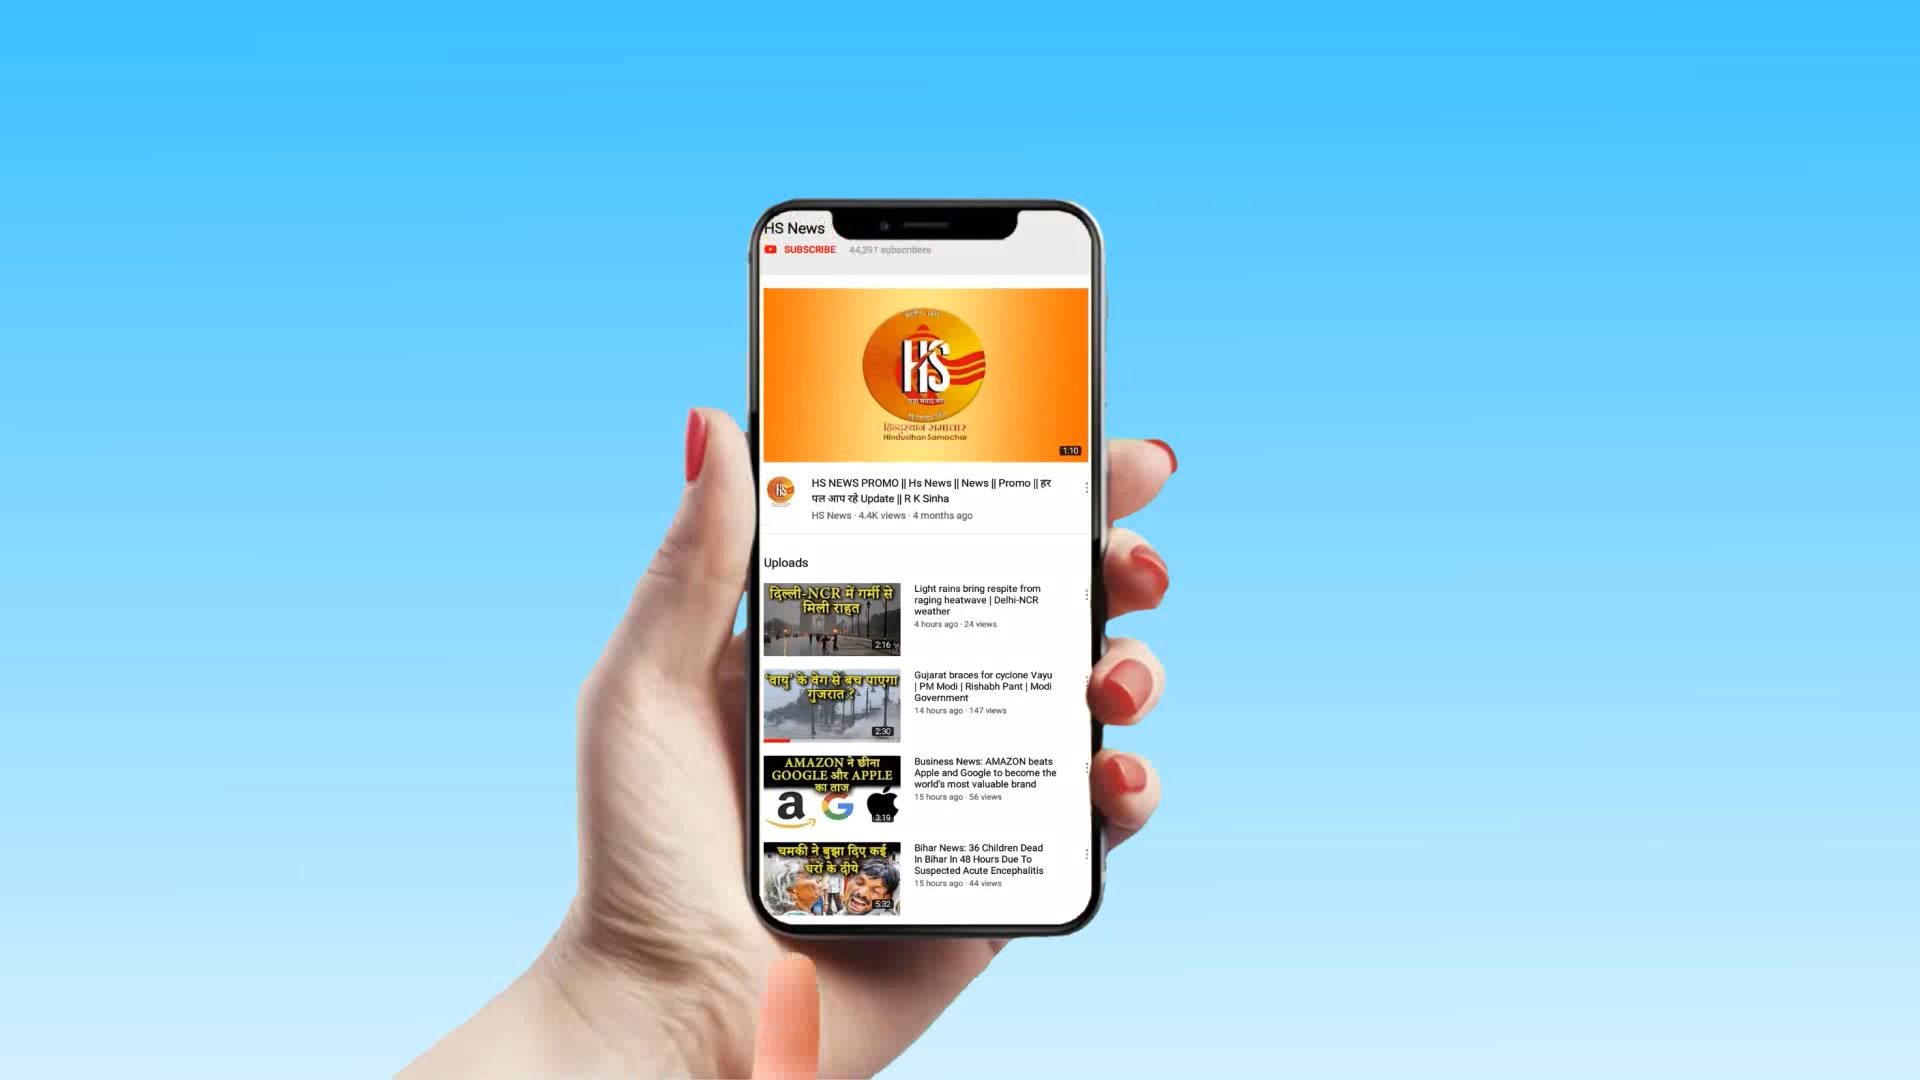 HS News
SUBSCRIBE 44,391 subscribers
HS
हिन्दुस्थान समाचार
Hindusthan Samachar
1:10
HS
HS NEWS PROMO || Hs News || News || Promo || हर
पल आप रहे Update || R K Sinha
HS News · 4.4K views · 4 months ago
Uploads
दिल्ली-NCR में गर्मी से
मिली राहत
2:16
Light rains bring respite from
raging heatwave | Delhi-NCR
weather
4 hours ago · 24 views
'वायु' के वेग से बच पाएगा
गुजरात ?
2:30
Gujarat braces for cyclone Vayu
| PM Modi | Rishabh Pant | Modi
Government
14 hours ago · 147 views
AMAZON ने छीना
GOOGLE और APPLE
का ताज
a G
3:19
Business News: AMAZON beats
Apple and Google to become the
world's most valuable brand
15 hours ago · 56 views
चमकी ने बुझा दिए कई
घरों के दीये
5:32
Bihar News: 36 Children Dead
In Bihar In 48 Hours Due To
Suspected Acute Encephalitis
15 hours ago · 44 views